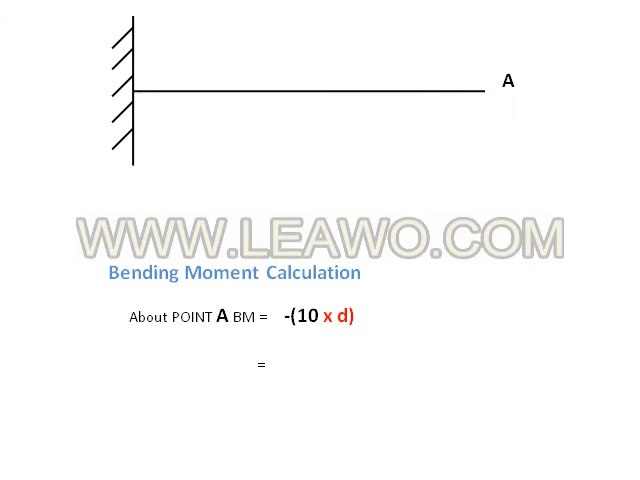 A
WWW.LEAWO.COM
Bending Moment Calculation
About POINT A BM = -(10 x d)
=